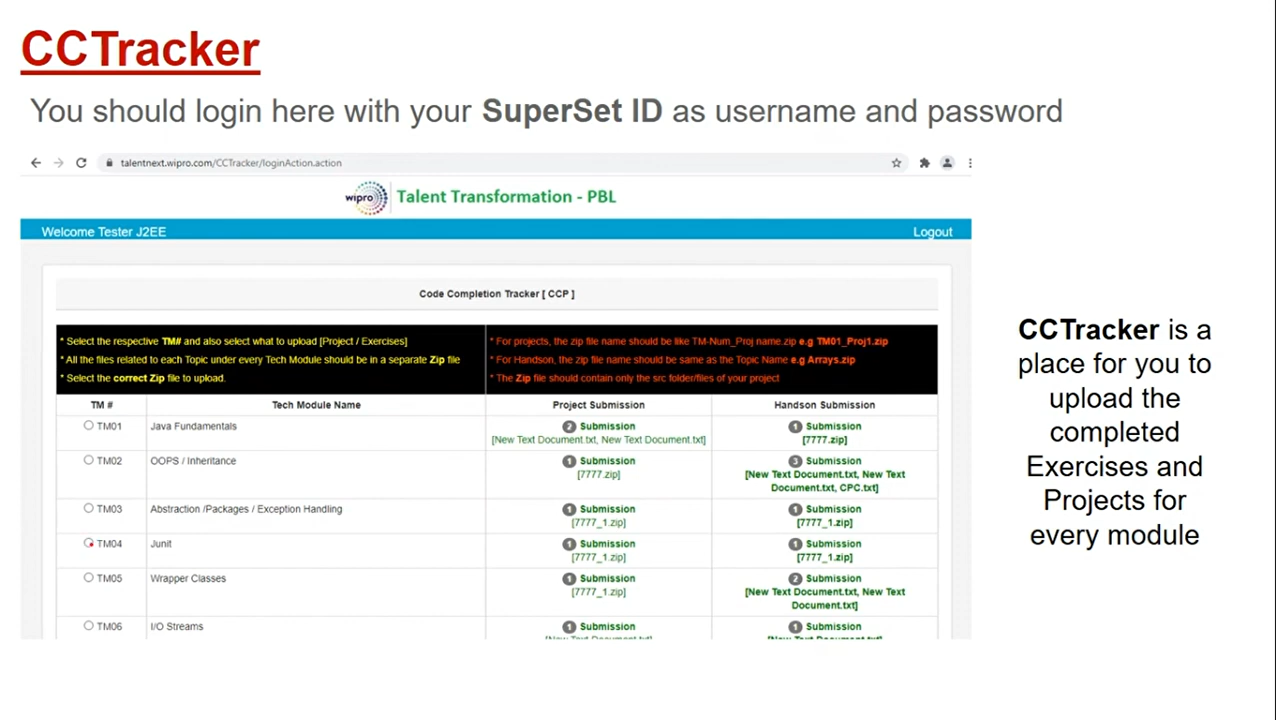 CCTracker
You should login here with your SuperSet ID as username and password
talentnext.wipro.com/CCTracker/loginAction.action
wipro Talent Transformation - PBL
Welcome Tester J2EE Logout
Code Completion Tracker [ CCP ]
* Select the respective TM# and also select what to upload [Project / Exercises]
* All the files related to each Topic under every Tech Module should be in a separate Zip file
* Select the correct Zip file to upload.
* For projects, the zip file name should be like TM-Num_Proj name.zip e.g TM01_Proj1.zip
* For Handson, the zip file name should be same as the Topic Name e.g Arrays.zip
* The Zip file should contain only the src folder/files of your project
TM # Tech Module Name Project Submission Handson Submission
TM01 Java Fundamentals 2 Submission 1 Submission
[New Text Document.txt, New Text Document.txt] [7777.zip]
TM02 OOPS / Inheritance 1 Submission 3 Submission
[7777.zip] [New Text Document.txt, New Text
Document.txt, CPC.txt]
TM03 Abstraction /Packages / Exception Handling 1 Submission 1 Submission
[7777_1.zip] [7777_1.zip]
TM04 Junit 1 Submission 1 Submission
[7777_1.zip] [7777_1.zip]
TM05 Wrapper Classes 1 Submission 2 Submission
[7777_1.zip] [New Text Document.txt, New Text
Document.txt]
TM06 I/O Streams 1 Submission 1 Submission
CCTracker is a
place for you to
upload the
completed
Exercises and
Projects for
every module